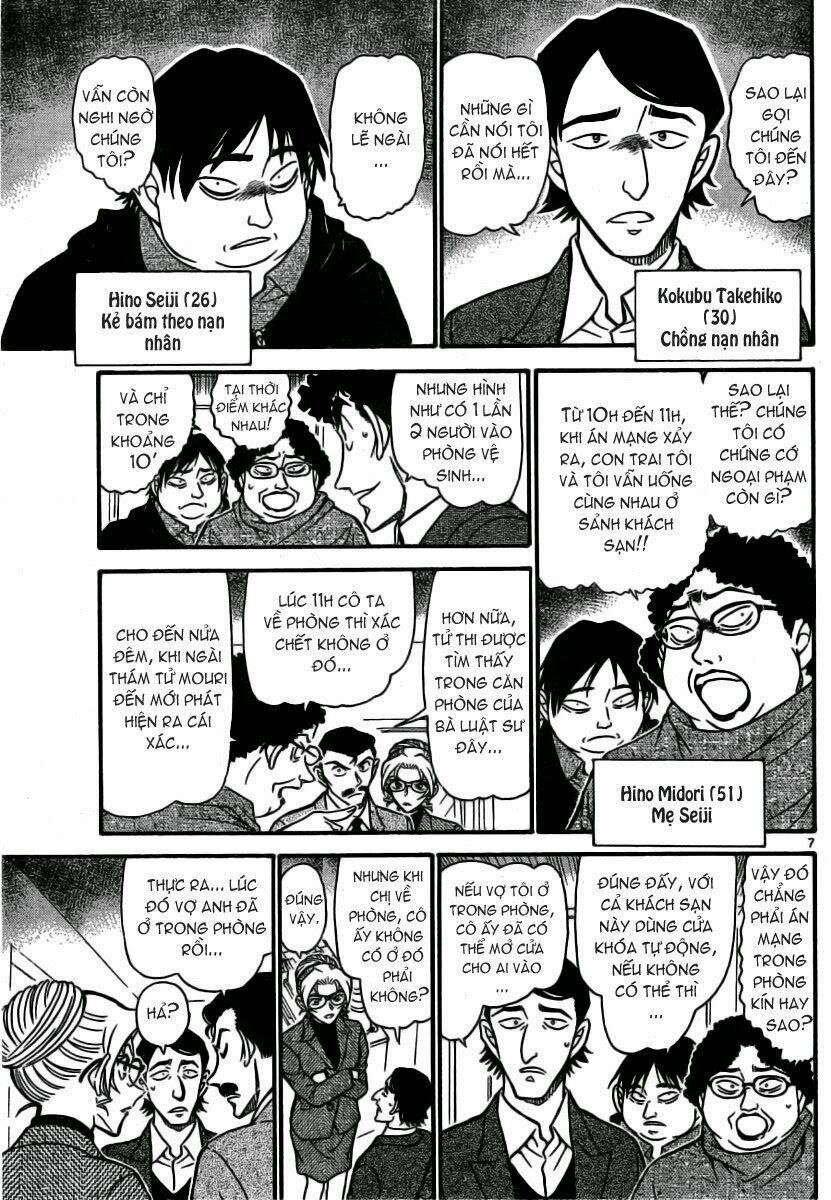 SAO LẠI
GỌI
CHÚNG
TÔI ĐẾN
ĐÂY?
NHỮNG GÌ
CẦN NÓI TÔI
ĐÃ NÓI HẾT
RỒI MÀ...
Kokubu Takehiko
(30)
Chồng nạn nhân
KHÔNG
LẼ NGÀI
...
VẪN CÒN
NGHI NGỜ
CHÚNG
TÔI?
Hino Seiji (26)
Kẻ bám theo nạn
nhân
SAO LẠI
THẾ? CHÚNG
TÔI CÓ
CHỨNG CỚ
NGOẠI PHẠM
CÒN GÌ?
TỪ 10H ĐẾN 11H,
KHI ÁN MẠNG XẢY
RA, CON TRAI TÔI
VÀ TÔI VẪN UỐNG
CÙNG NHAU Ở
SẢNH KHÁCH
SẠN!!
Hino Midori (51)
Mẹ Seiji
NHƯNG HÌNH
NHƯ CÓ 1 LẦN
2 NGƯỜI VÀO
PHÒNG VỆ
SINH...
TẠI THỜI
ĐIỂM KHÁC
NHAU!
VÀ CHỈ
TRONG
KHOẢNG
10'
HƠN NỮA,
TỬ THI ĐƯỢC
TÌM THẤY
TRONG CĂN
PHÒNG CỦA
BÀ LUẬT SƯ
ĐÂY...
LÚC 11H CÔ TA
VỀ PHÒNG THÌ XÁC
CHẾT KHÔNG Ở
ĐÓ...
CHO ĐẾN NỬA
ĐÊM, KHI NGÀI
THÁM TỬ MOURI
ĐẾN MỚI PHÁT
HIỆN RA CÁI
XÁC...
7
VẬY ĐÓ
CHẲNG
PHẢI ÁN
MẠNG
TRONG
PHÒNG
KÍN HAY
SAO?
ĐÚNG ĐẤY, VỚI
CẢ KHÁCH SẠN
NÀY DÙNG CỬA
KHÓA TỰ ĐỘNG,
NẾU KHÔNG
CÓ THẺ THÌ
...
NẾU VỢ TÔI Ở
TRONG PHÒNG,
CÔ ẤY ĐÃ CÓ
THỂ MỞ CỬA
CHO AI VÀO
...
NHƯNG KHI
CHỊ VỀ
PHÒNG, CÔ
ẤY KHÔNG
CÓ Ở ĐÓ
PHẢI
KHÔNG?
ĐÚNG
VẬY.
THỰC RA... LÚC
ĐÓ VỢ ANH ĐÃ
Ở TRONG PHÒNG
RỒI...
HẢ?